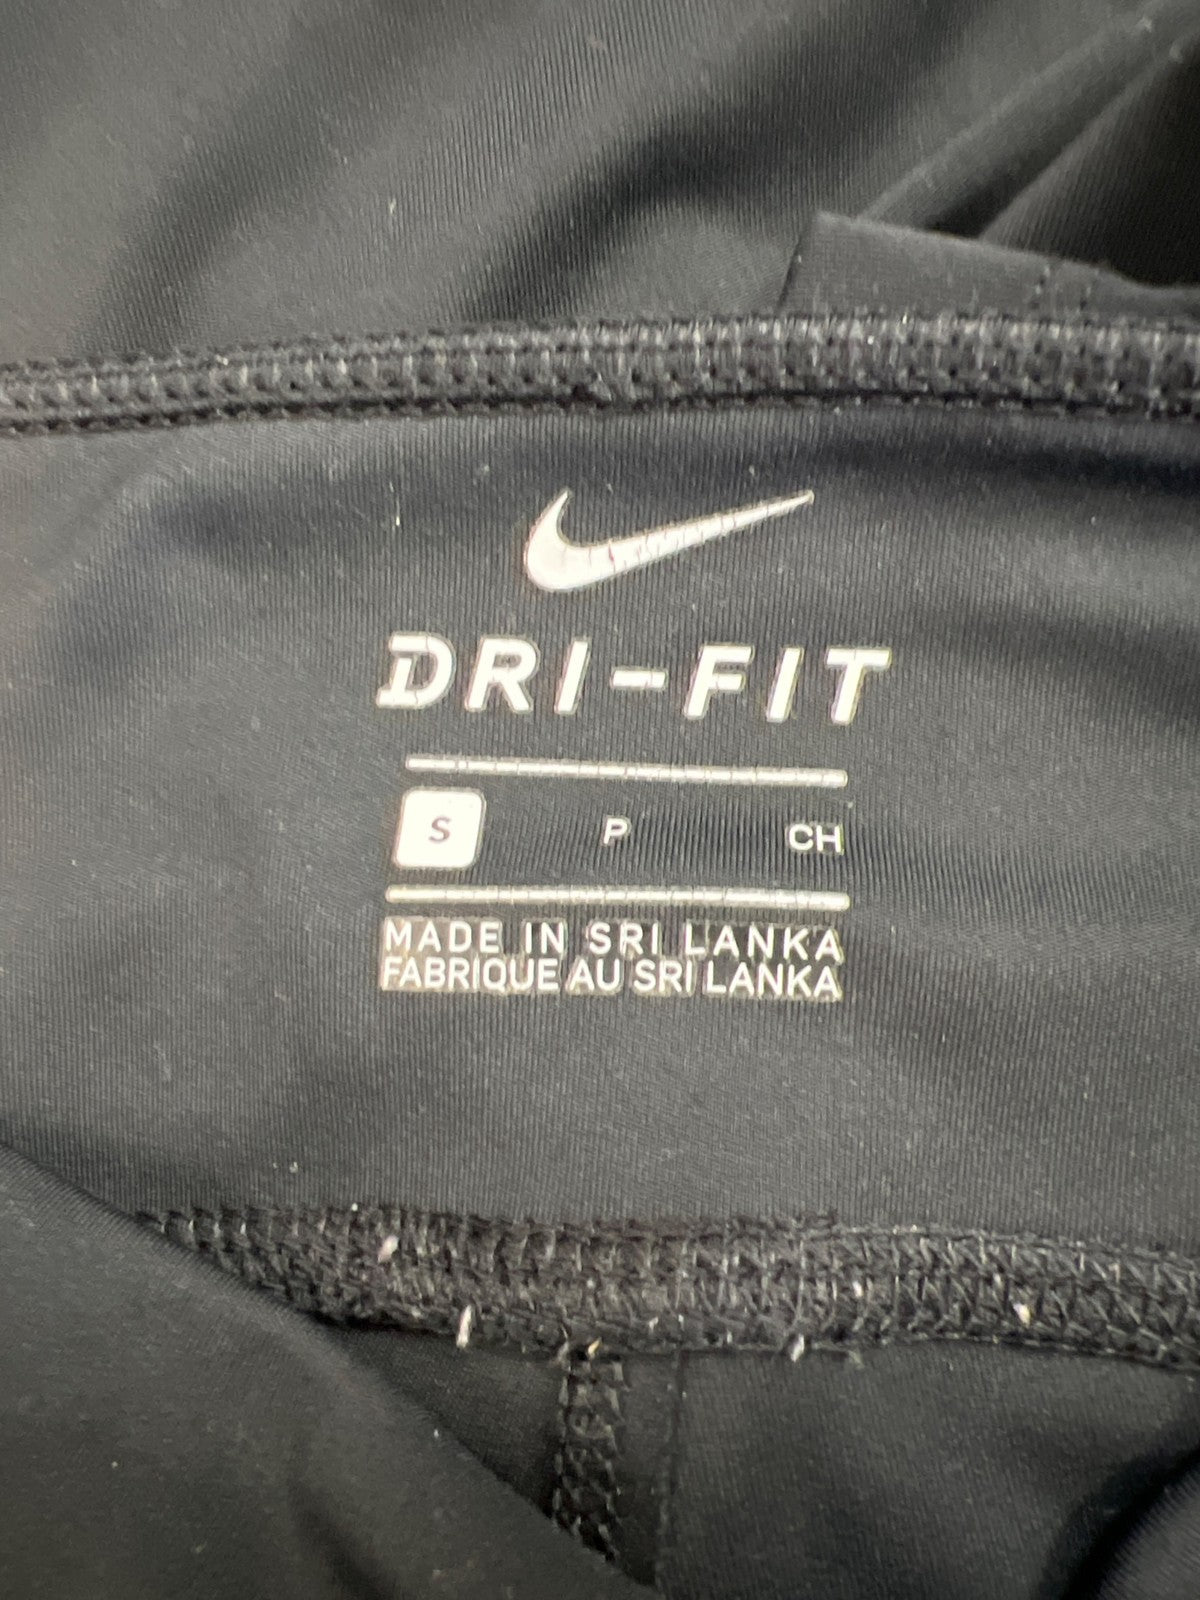 DRI-FIT
S P CH
MADE IN SRI LANKA
FABRIQUE AU SRI LANKA